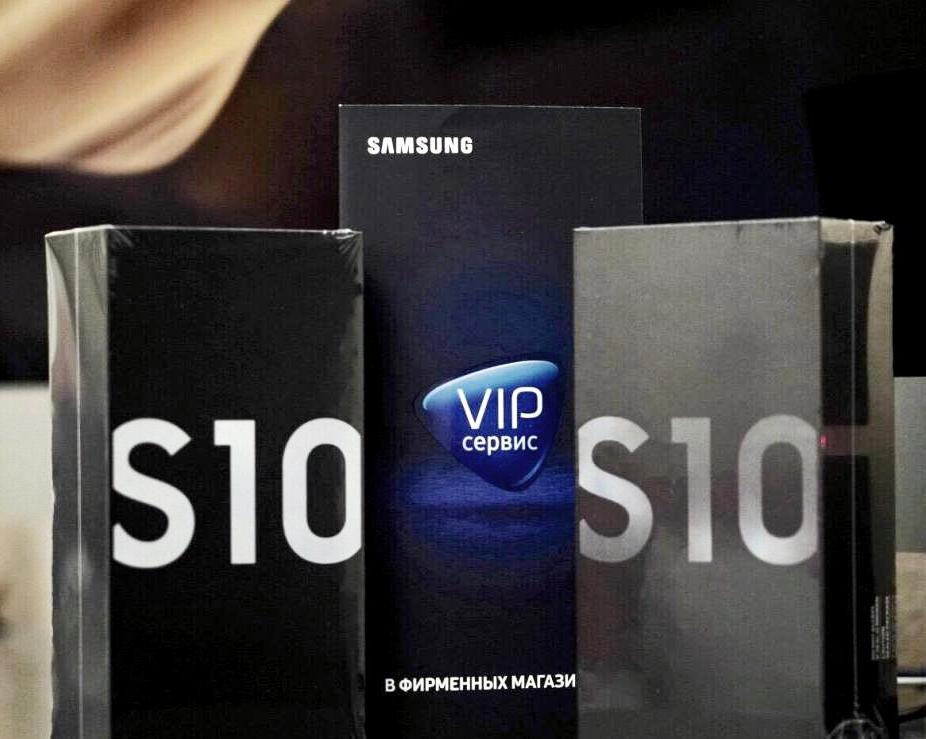 SAMSUNG
VIP
сервис
S10
S10
В ФИРМЕННЫХ МАГАЗИ